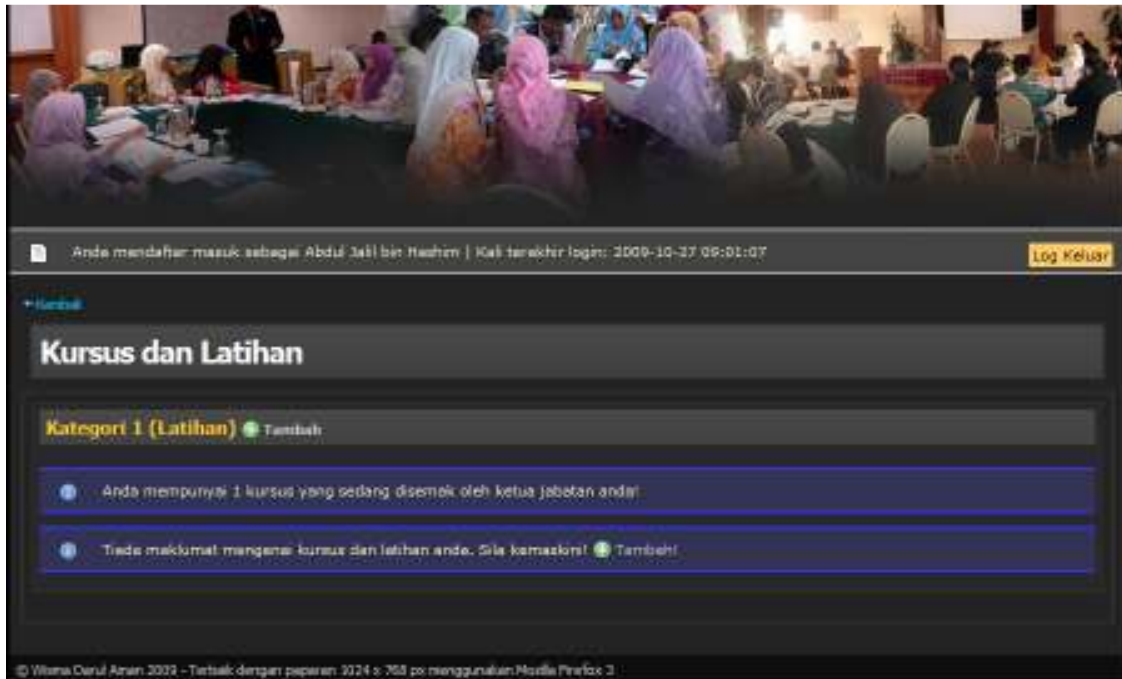 Anda mendaftar masuk sebagai Abdul Jalil bin Hashim | Kali terakhir login: 2009-10-27 09:01:07
Log Keluar
Kembali
Kursus dan Latihan
Kategori 1 (Latihan) Tambah
Anda mempunyai 1 kursus yang sedang disemak oleh ketua jabatan anda!
Tiada maklumat mengenai kursus dan latihan anda. Sila kemaskini! Tambah!
© Wisma Darul Aman 2009 - Terbaik dengan paparan 1024 x 768 px menggunakan Mozilla Firefox 3